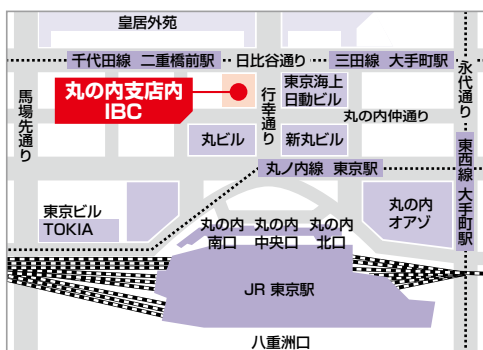 皇居外苑
千代田線 二重橋前駅
日比谷通り
三田線 大手町駅
永代通り
馬場先通り
丸の内支店内
IBC
行幸通り
東京海上
日動ビル
丸の内仲通り
丸ビル
新丸ビル
東西線 大手町駅
丸ノ内線 東京駅
東京ビル
TOKIA
丸の内
南口
丸の内
中央口
丸の内
北口
丸の内
オアゾ
JR 東京駅
八重洲口